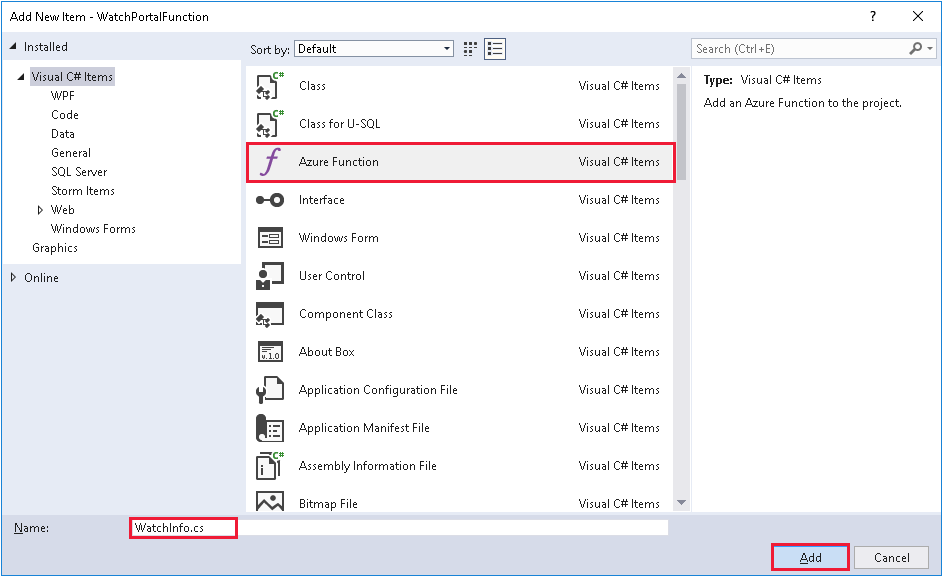 Add New Item - WatchPortalFunction ?
Installed
Sort by: Default
Search (Ctrl+E)
Visual C# Items
WPF
Code
Data
General
SQL Server
Storm Items
Web
Windows Forms
Graphics
Online
C# Class Visual C# Items
C# Class for U-SQL Visual C# Items
Azure Function Visual C# Items
Interface Visual C# Items
Windows Form Visual C# Items
User Control Visual C# Items
Component Class Visual C# Items
v.1.0 About Box Visual C# Items
Application Configuration File Visual C# Items
Application Manifest File Visual C# Items
C# Assembly Information File Visual C# Items
Bitmap File Visual C# Items
Type: Visual C# Items
Add an Azure Function to the project.
Name: WatchInfo.cs
Add Cancel